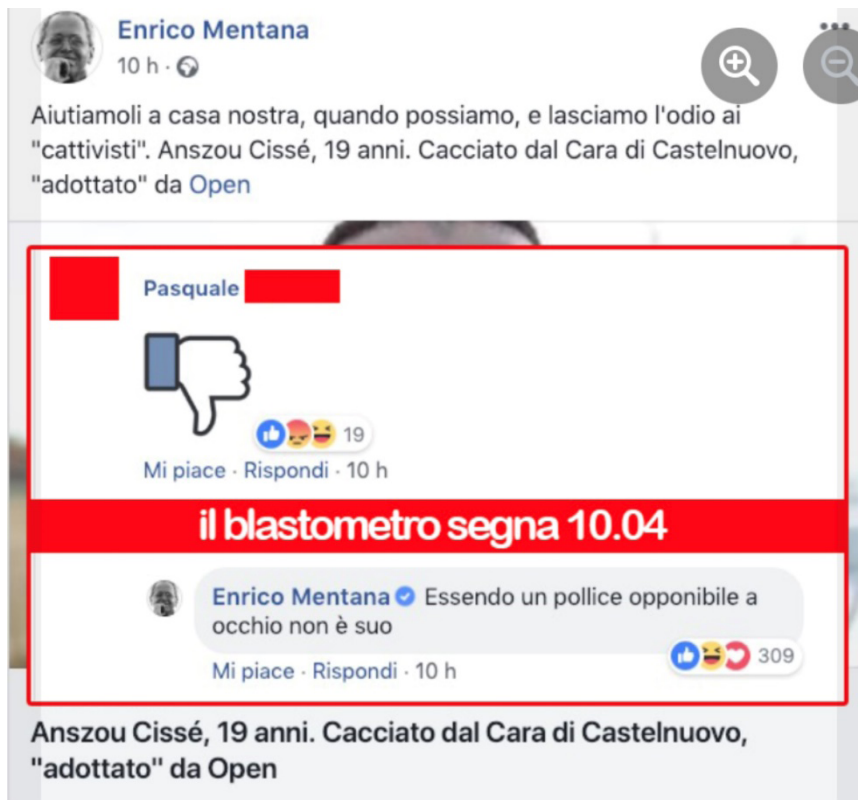 Enrico Mentana
10 h ·
Aiutiamoli a casa nostra, quando possiamo, e lasciamo l'odio ai
"cattivisti". Anszou Cissé, 19 anni. Cacciato dal Cara di Castelnuovo,
"adottato" da Open
Pasquale
19
Mi piace · Rispondi · 10 h
il blastometro segna 10.04
Enrico Mentana Essendo un pollice opponibile a
occhio non è suo
309
Mi piace · Rispondi · 10 h
Anszou Cissé, 19 anni. Cacciato dal Cara di Castelnuovo,
"adottato" da Open